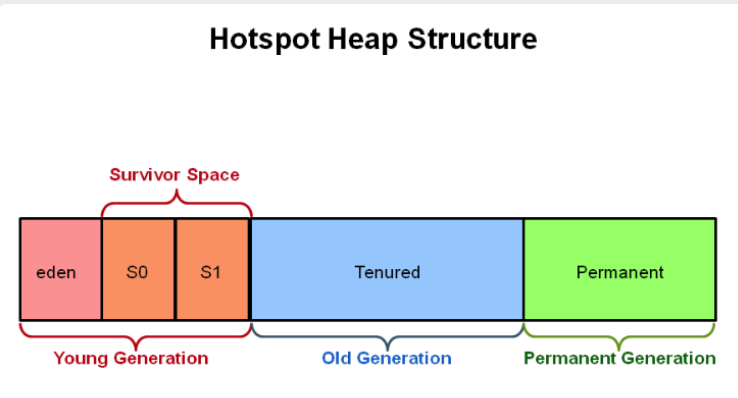 Hotspot Heap Structure
Survivor Space
eden S0 S1 Tenured Permanent
Young Generation Old Generation Permanent Generation